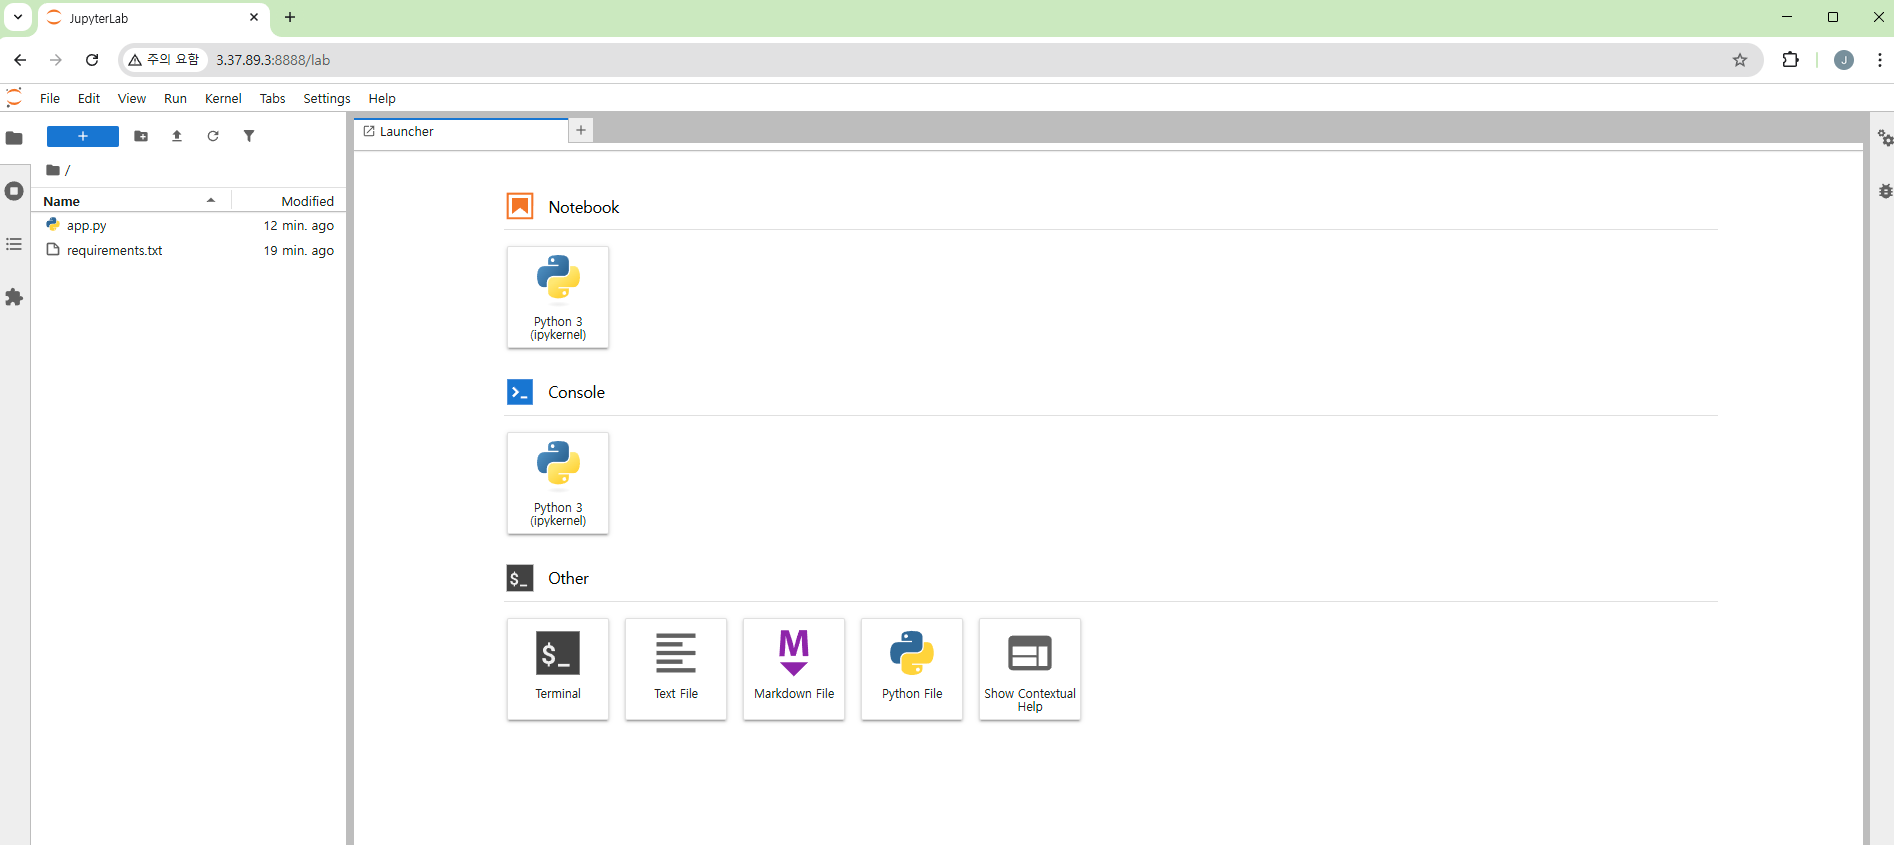 JupyterLab
주의 요함 3.37.89.3:8888/lab
J
File Edit View Run Kernel Tabs Settings Help
+
/
Name Modified
app.py 12 min. ago
requirements.txt 19 min. ago
Launcher
Notebook
Python 3
(ipykernel)
Console
Python 3
(ipykernel)
$_ Other
$_
Terminal
Text File
M
Markdown File
Python File
Show Contextual
Help